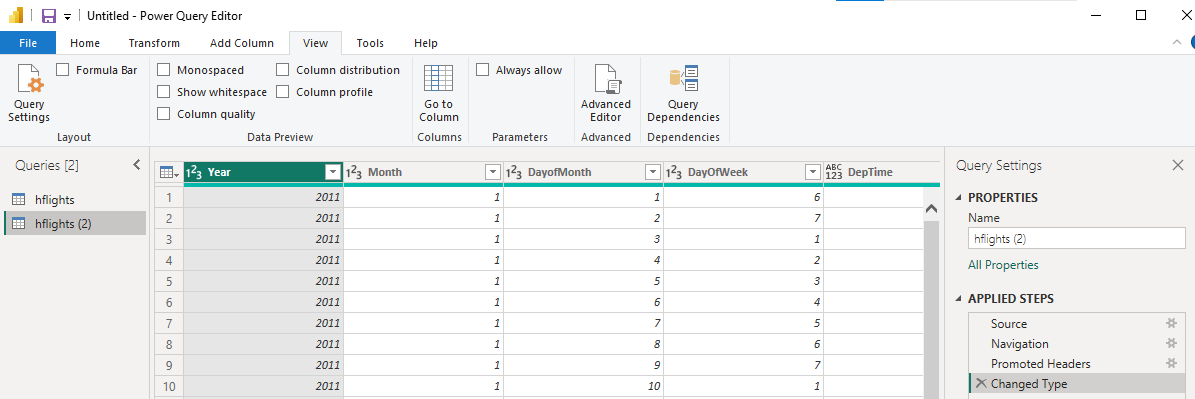 Untitled - Power Query Editor
File Home Transform Add Column View Tools Help
Query Settings
Formula Bar
Layout
Monospaced
Show whitespace
Column quality
Column distribution
Column profile
Data Preview
Go to Column
Columns
Always allow
Parameters
Advanced Editor
Advanced
Query Dependencies
Dependencies
Queries [2]
hflights
hflights (2)
123 Year 123 Month 123 DayofMonth 123 DayOfWeek ABC 123 DepTime
1 2011 1 1 6
2 2011 1 2 7
3 2011 1 3 1
4 2011 1 4 2
5 2011 1 5 3
6 2011 1 6 4
7 2011 1 7 5
8 2011 1 8 6
9 2011 1 9 7
10 2011 1 10 1
Query Settings
PROPERTIES
Name
hflights (2)
All Properties
APPLIED STEPS
Source
Navigation
Promoted Headers
Changed Type